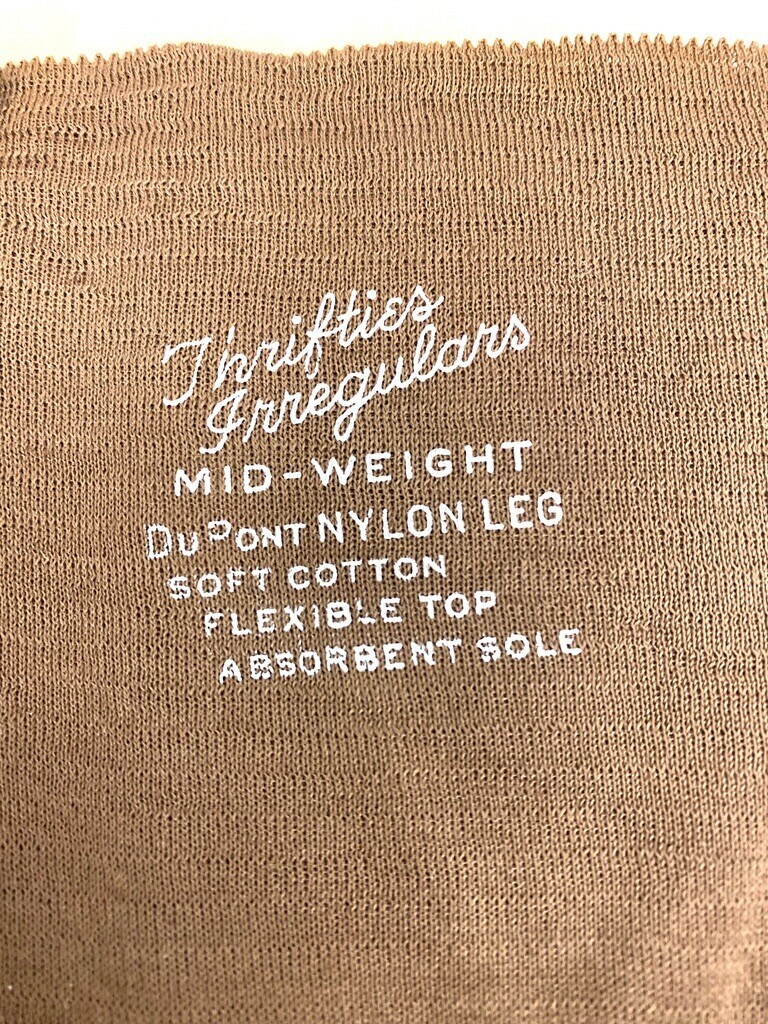 Thrifties
Irregulars
MID-WEIGHT
DUPONT NYLON LEG
SOFT COTTON
FLEXIBLE TOP
ABSORBENT SOLE